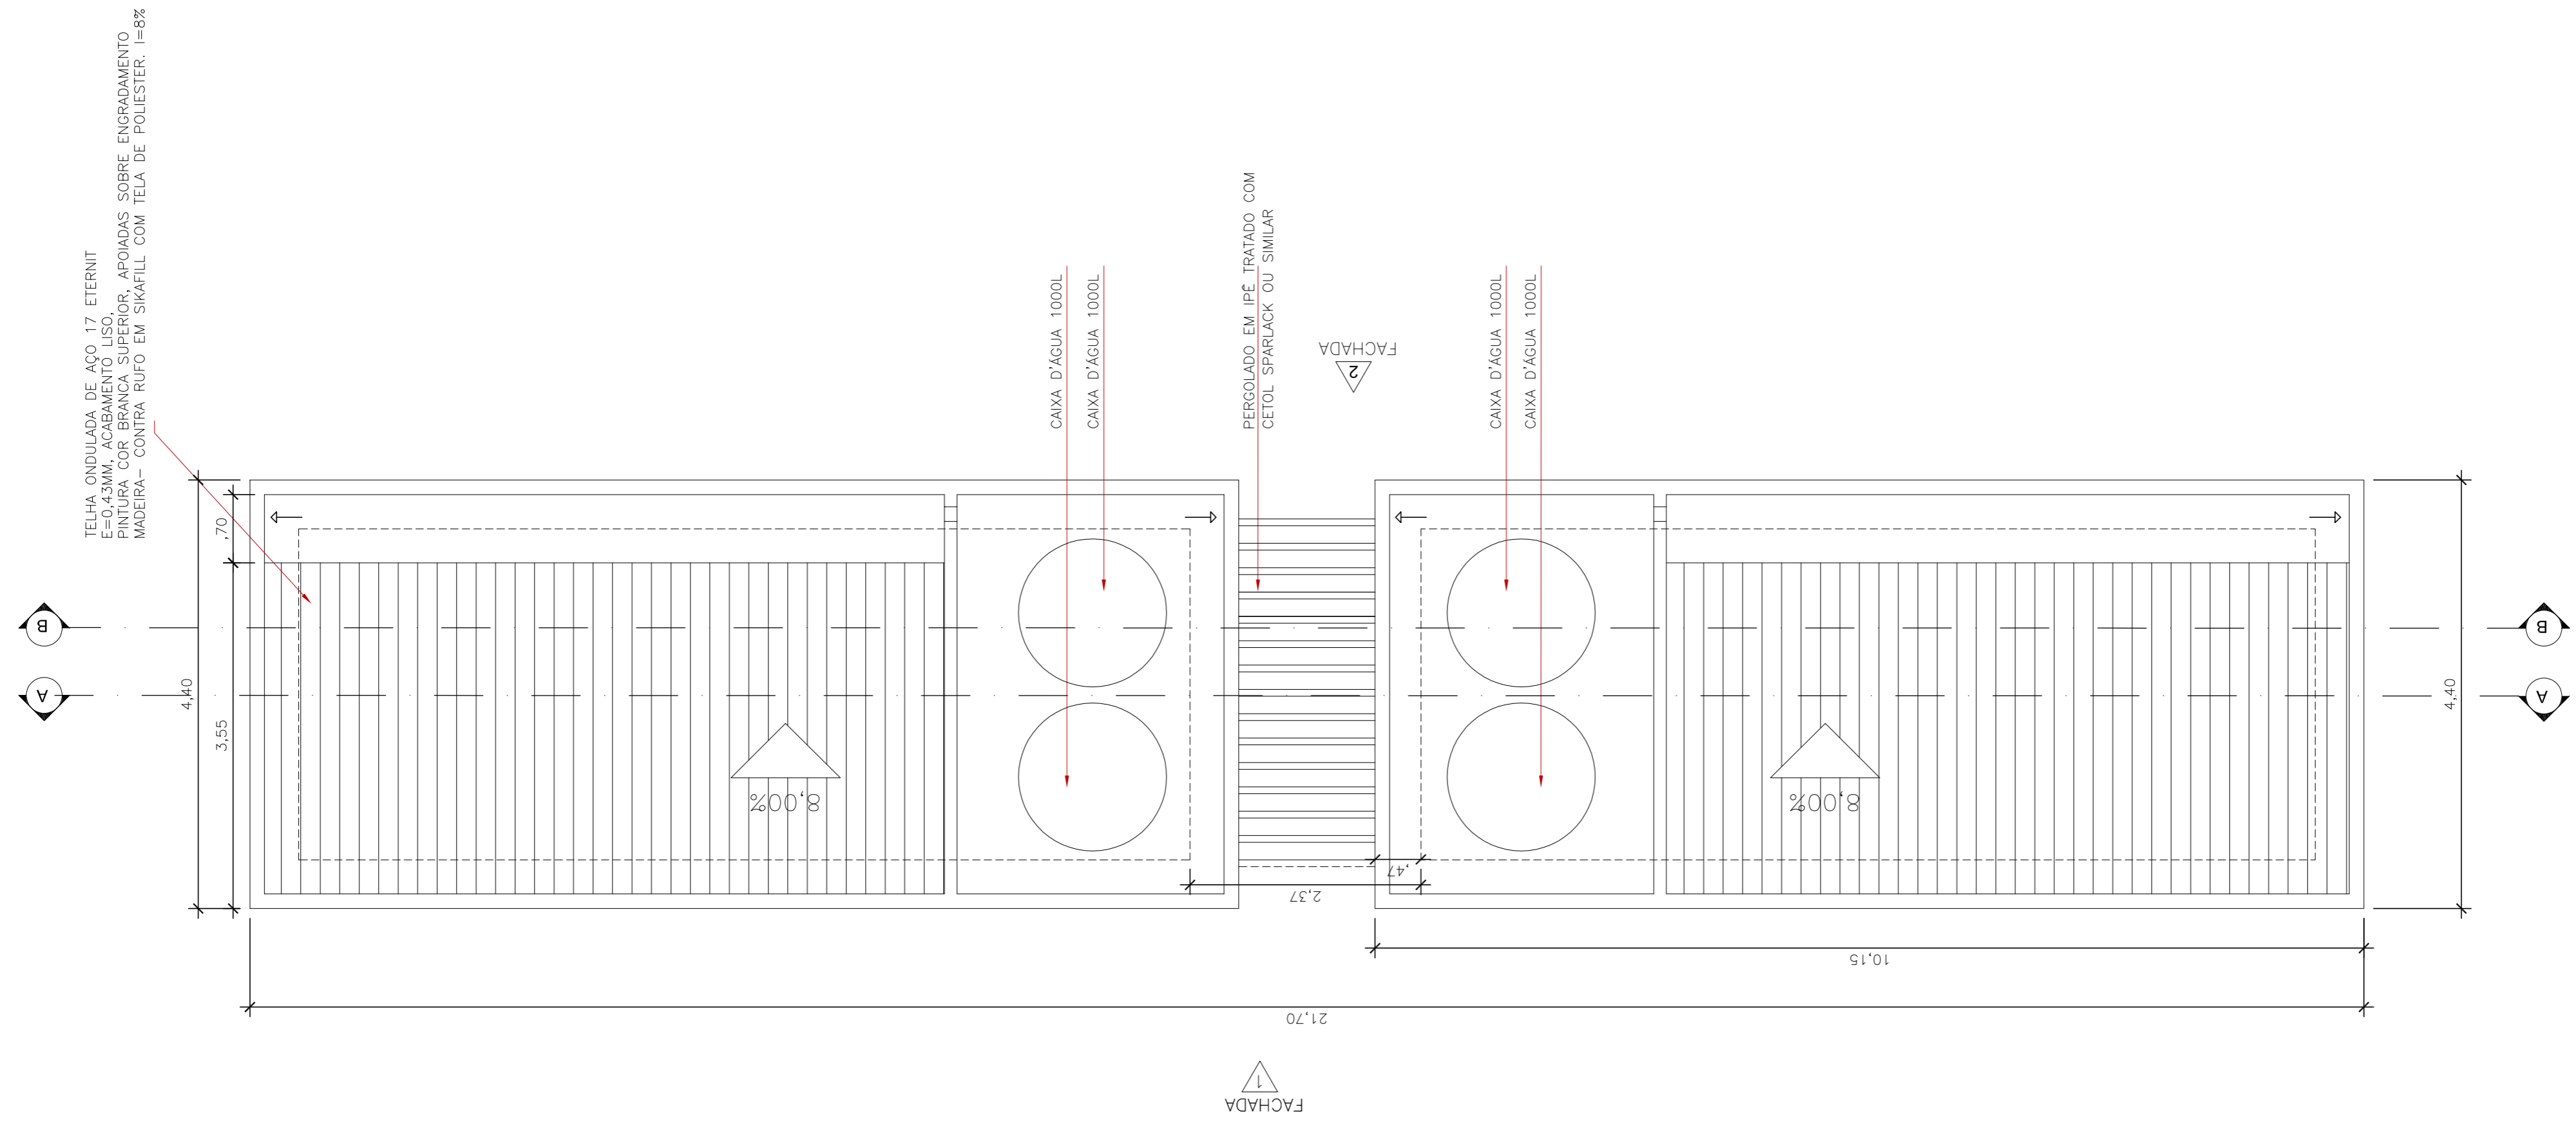 TELHA ONDULADA DE AÇO 17 ETERNIT
E=0,43MM, ACABAMENTO LISO,
PINTURA COR BRANCA SUPERIOR, APOIADAS SOBRE ENGRADAMENTO
MADEIRA- CONTRA RUFO EM SIKAFILL COM TELA DE POLIESTER. I=8%
CAIXA D'ÁGUA 1000L
CAIXA D'ÁGUA 1000L
PERGOLADO EM IPÊ TRATADO COM
CETOL SPARLACK OU SIMILAR
FACHADA
2
CAIXA D'ÁGUA 1000L
CAIXA D'ÁGUA 1000L
,70
B
B
A
A
4,40
3,55
4,40
8,00%
8,00%
,47
2,37
10,15
21,70
1
FACHADA